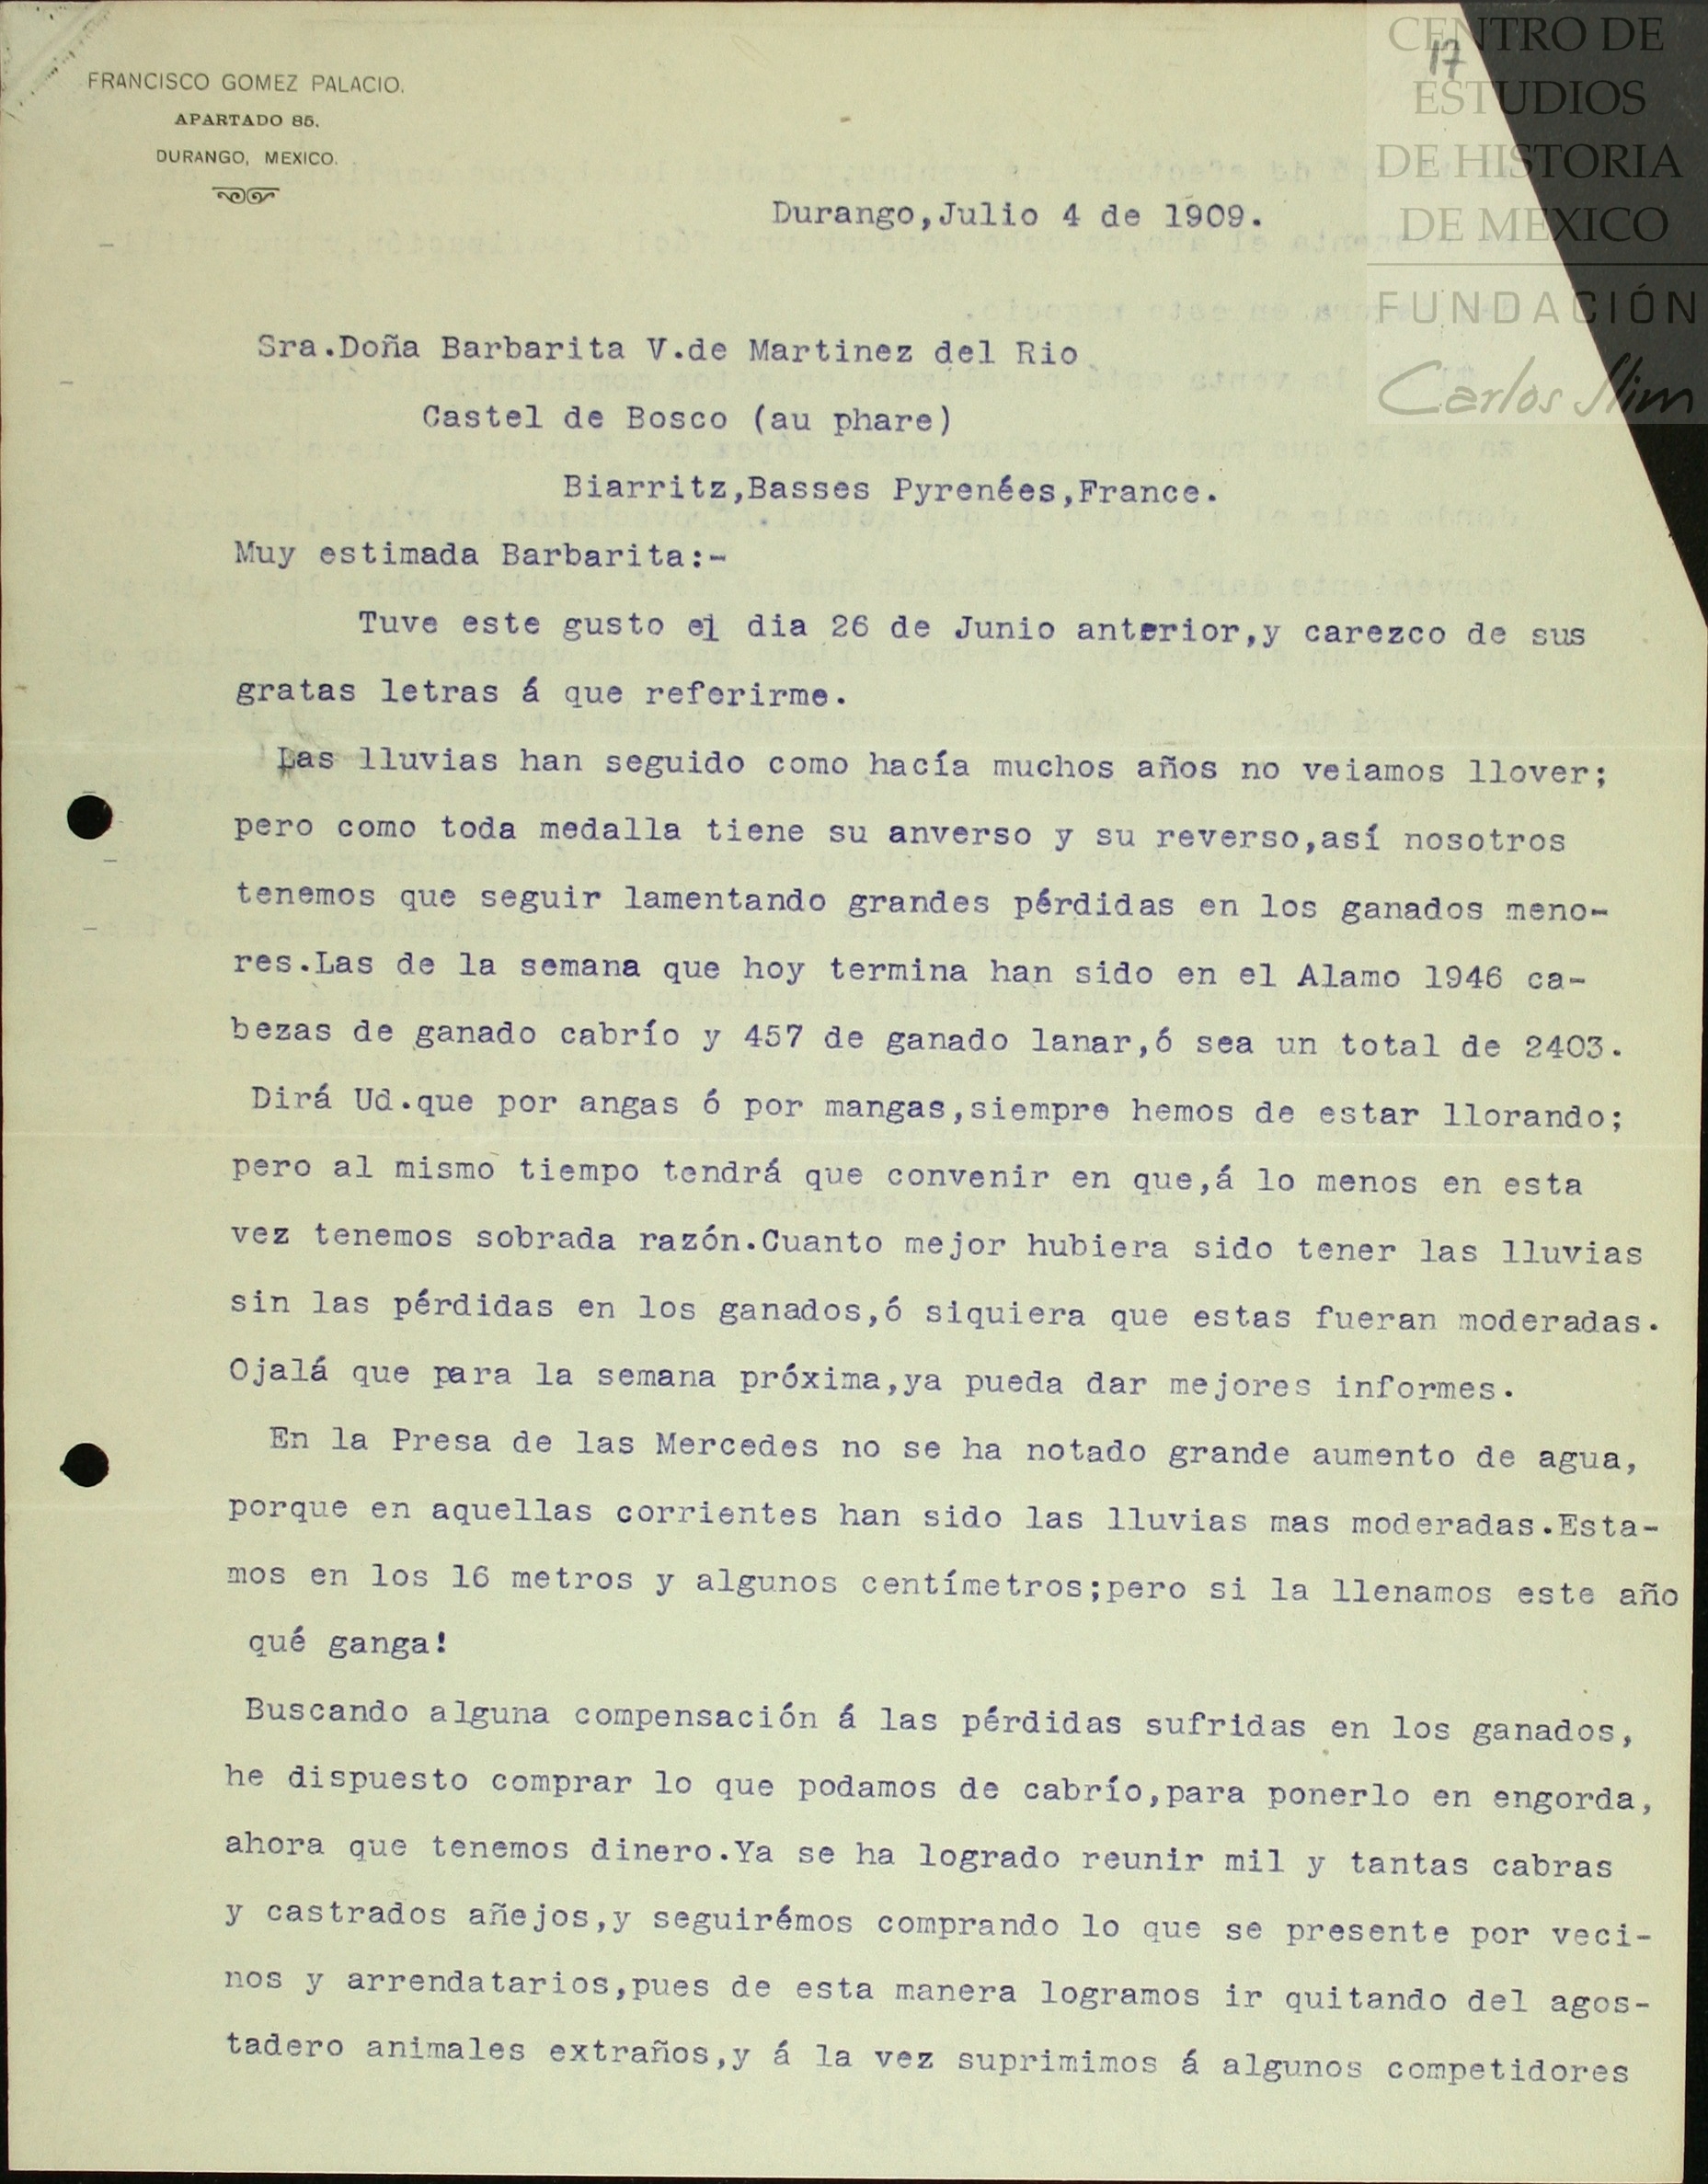 17
CENTRO DE
ESTUDIOS
DE HISTORIA
DE MEXICO
FUNDACIÓN
Carlos Slim
FRANCISCO GOMEZ PALACIO.
APARTADO 85.
DURANGO, MEXICO.
Durango,Julio 4 de 1909.
Sra.Doña Barbarita V.de Martinez del Rio
Castel de Bosco (au phare)
Biarritz,Basses Pyrenées,France.
Muy estimada Barbarita:-
Tuve este gusto el dia 26 de Junio anterior,y carezco de sus
gratas letras á que referirme.
Las lluvias han seguido como hacía muchos años no veiamos llover;
pero como toda medalla tiene su anverso y su reverso,así nosotros
tenemos que seguir lamentando grandes pérdidas en los ganados meno-
res.Las de la semana que hoy termina han sido en el Alamo 1946 ca-
bezas de ganado cabrío y 457 de ganado lanar,ó sea un total de 2403.
Dirá Ud.que por angas ó por mangas,siempre hemos de estar llorando;
pero al mismo tiempo tendrá que convenir en que,á lo menos en esta
vez tenemos sobrada razón.Cuanto mejor hubiera sido tener las lluvias
sin las pérdidas en los ganados,ó siquiera que estas fueran moderadas.
Ojalá que para la semana próxima,ya pueda dar mejores informes.
En la Presa de las Mercedes no se ha notado grande aumento de agua,
porque en aquellas corrientes han sido las lluvias mas moderadas.Esta-
mos en los 16 metros y algunos centímetros;pero si la llenamos este año
qué ganga!
Buscando alguna compensación á las pérdidas sufridas en los ganados,
he dispuesto comprar lo que podamos de cabrío,para ponerlo en engorda,
ahora que tenemos dinero.Ya se ha logrado reunir mil y tantas cabras
y castrados añejos,y seguirémos comprando lo que se presente por veci-
nos y arrendatarios,pues de esta manera logramos ir quitando del agos-
tadero animales extraños,y á la vez suprimimos á algunos competidores